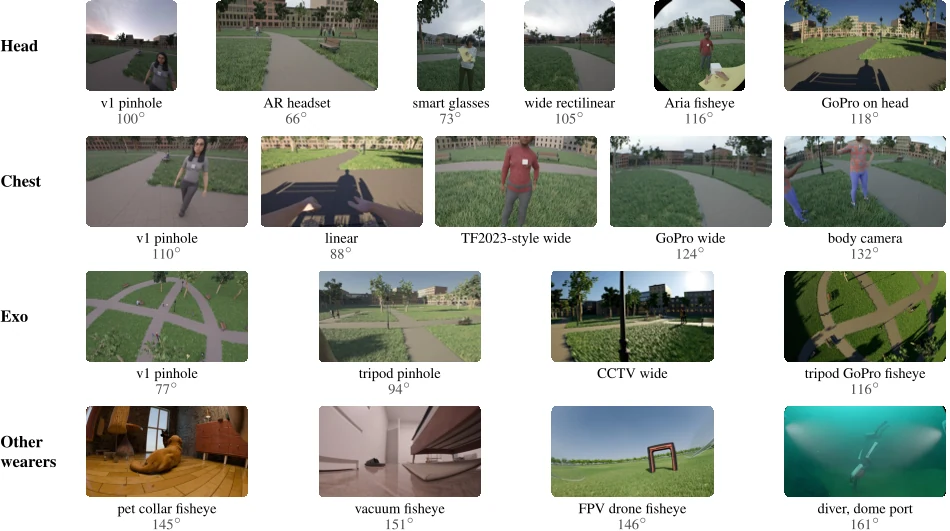 Head
v1 pinhole
100°
AR headset
66°
smart glasses
73°
wide rectilinear
105°
Aria fisheye
116°
GoPro on head
118°
Chest
v1 pinhole
110°
linear
88°
TF2023-style wide
GoPro wide
124°
body camera
132°
Exo
v1 pinhole
77°
tripod pinhole
94°
CCTV wide
tripod GoPro fisheye
116°
Other
wearers
pet collar fisheye
145°
vacuum fisheye
151°
FPV drone fisheye
146°
diver, dome port
161°